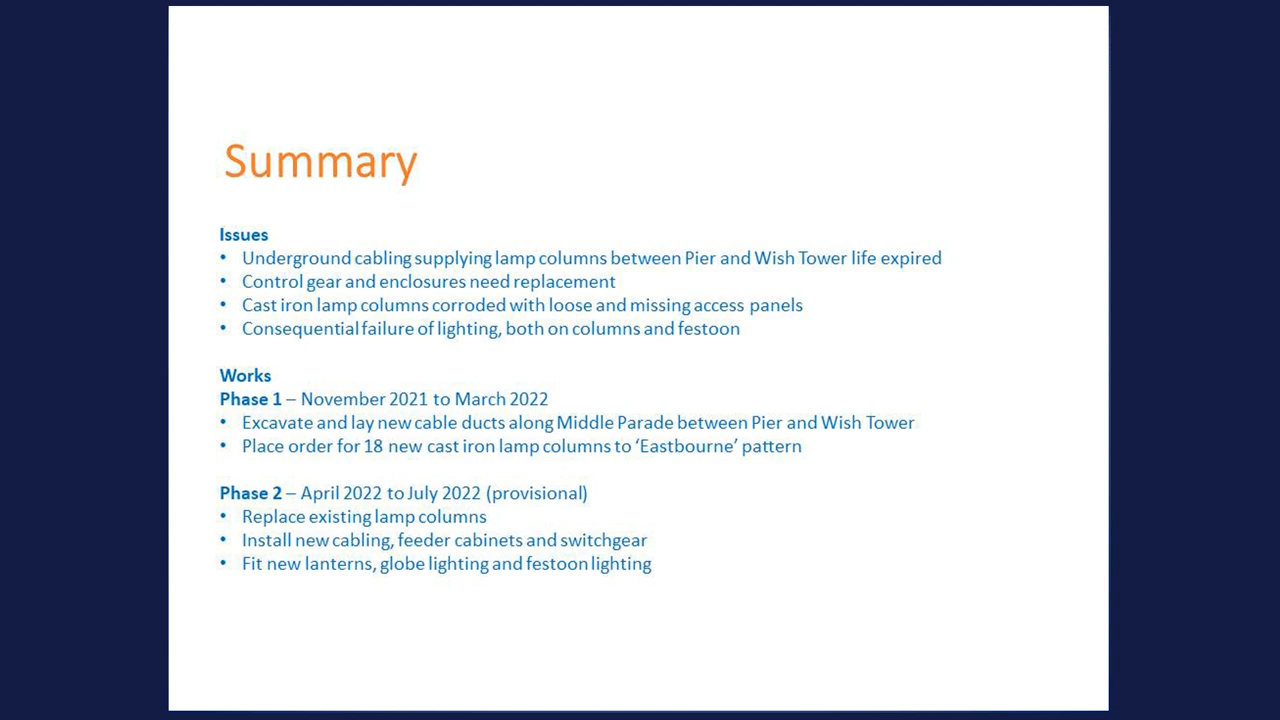 Summary
Issues
• Underground cabling supplying lamp columns between Pier and Wish Tower life expired
• Control gear and enclosures need replacement
• Cast iron lamp columns corroded with loose and missing access panels
• Consequential failure of lighting, both on columns and festoon
Works
Phase 1 – November 2021 to March 2022
• Excavate and lay new cable ducts along Middle Parade between Pier and Wish Tower
• Place order for 18 new cast iron lamp columns to ‘Eastbourne’ pattern
Phase 2 – April 2022 to July 2022 (provisional)
• Replace existing lamp columns
• Install new cabling, feeder cabinets and switchgear
• Fit new lanterns, globe lighting and festoon lighting